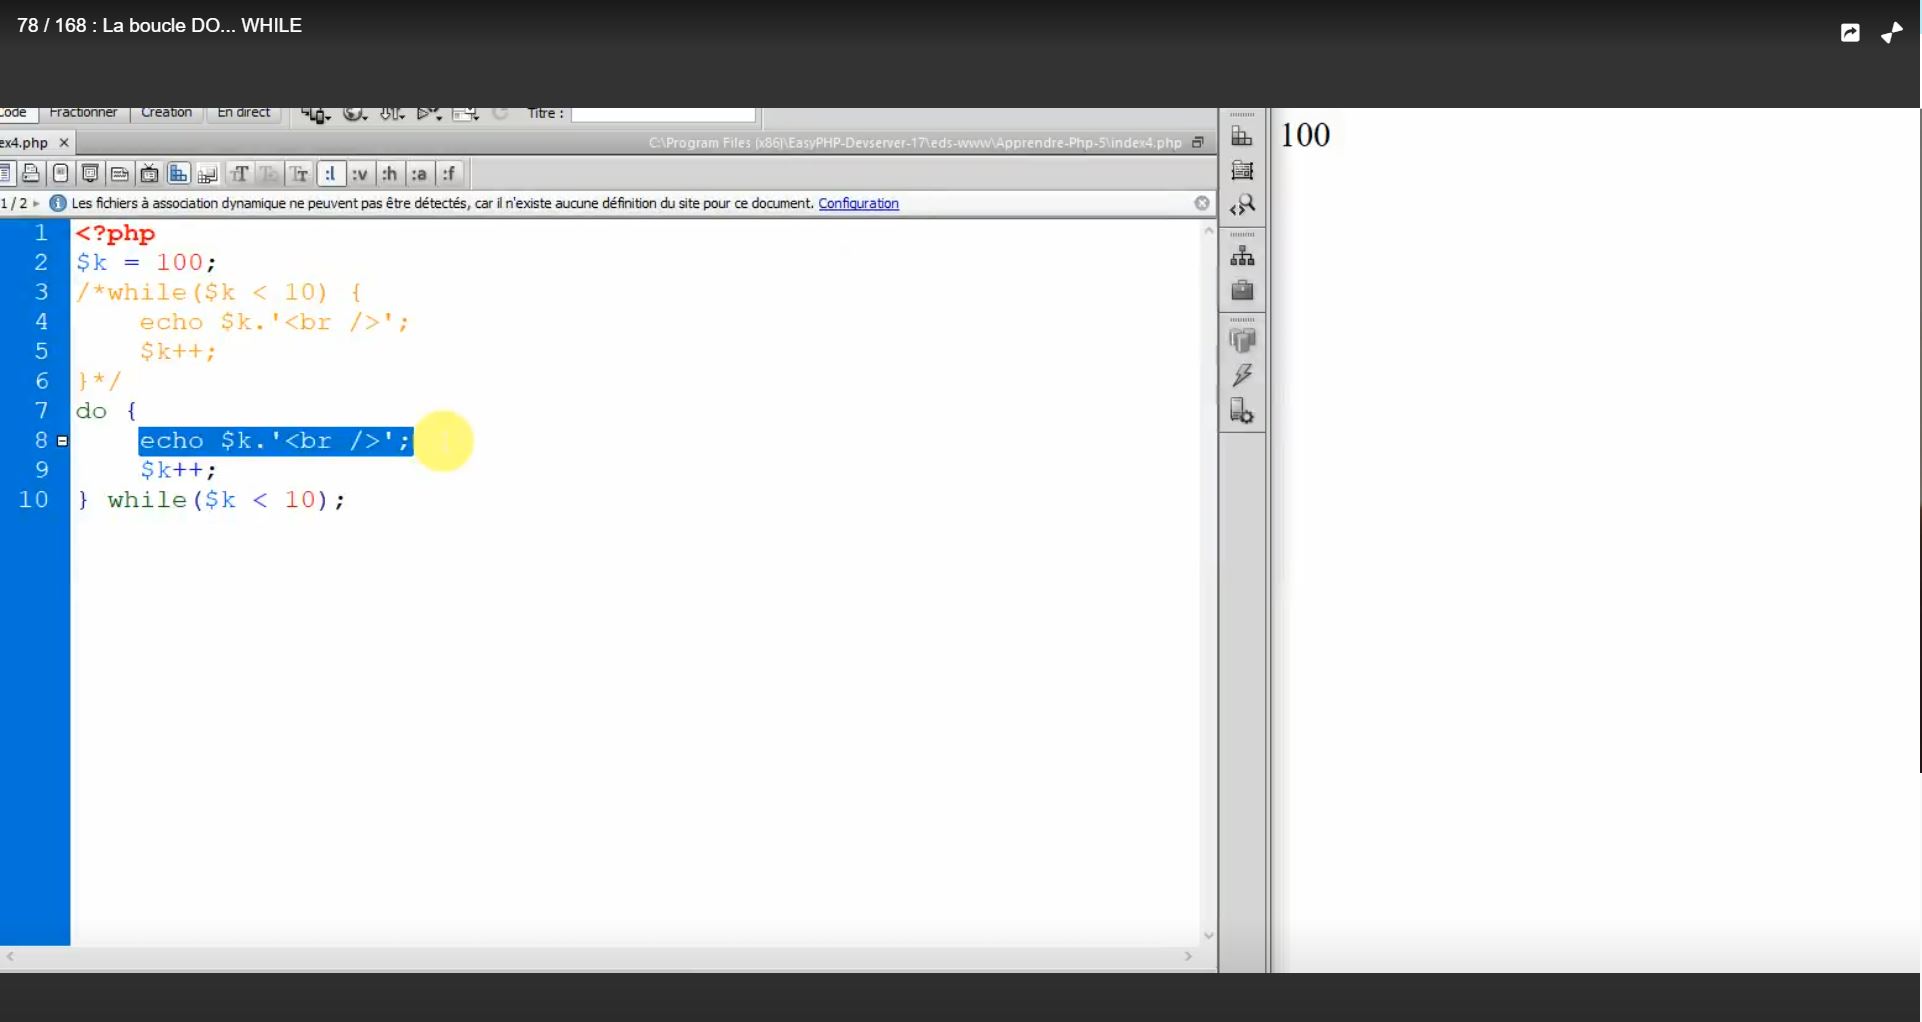 78 / 168 : La boucle DO... WHILE
Code Fractionner Création En direct Titre :
ex4.php × C:\Program Files (x86)\EasyPHP-Devserver-17\eds-www\Apprendre-Php-5\index4.php
:l :v :h :a :f
1 / 2 Les fichiers à association dynamique ne peuvent pas être détectés, car il n'existe aucune définition du site pour ce document. Configuration
1 <?php
2 $k = 100;
3 /*while($k < 10) {
4 echo $k.'<br />';
5 $k++;
6 }*/
7 do {
8 echo $k.'<br />';
9 $k++;
10 } while($k < 10);
100